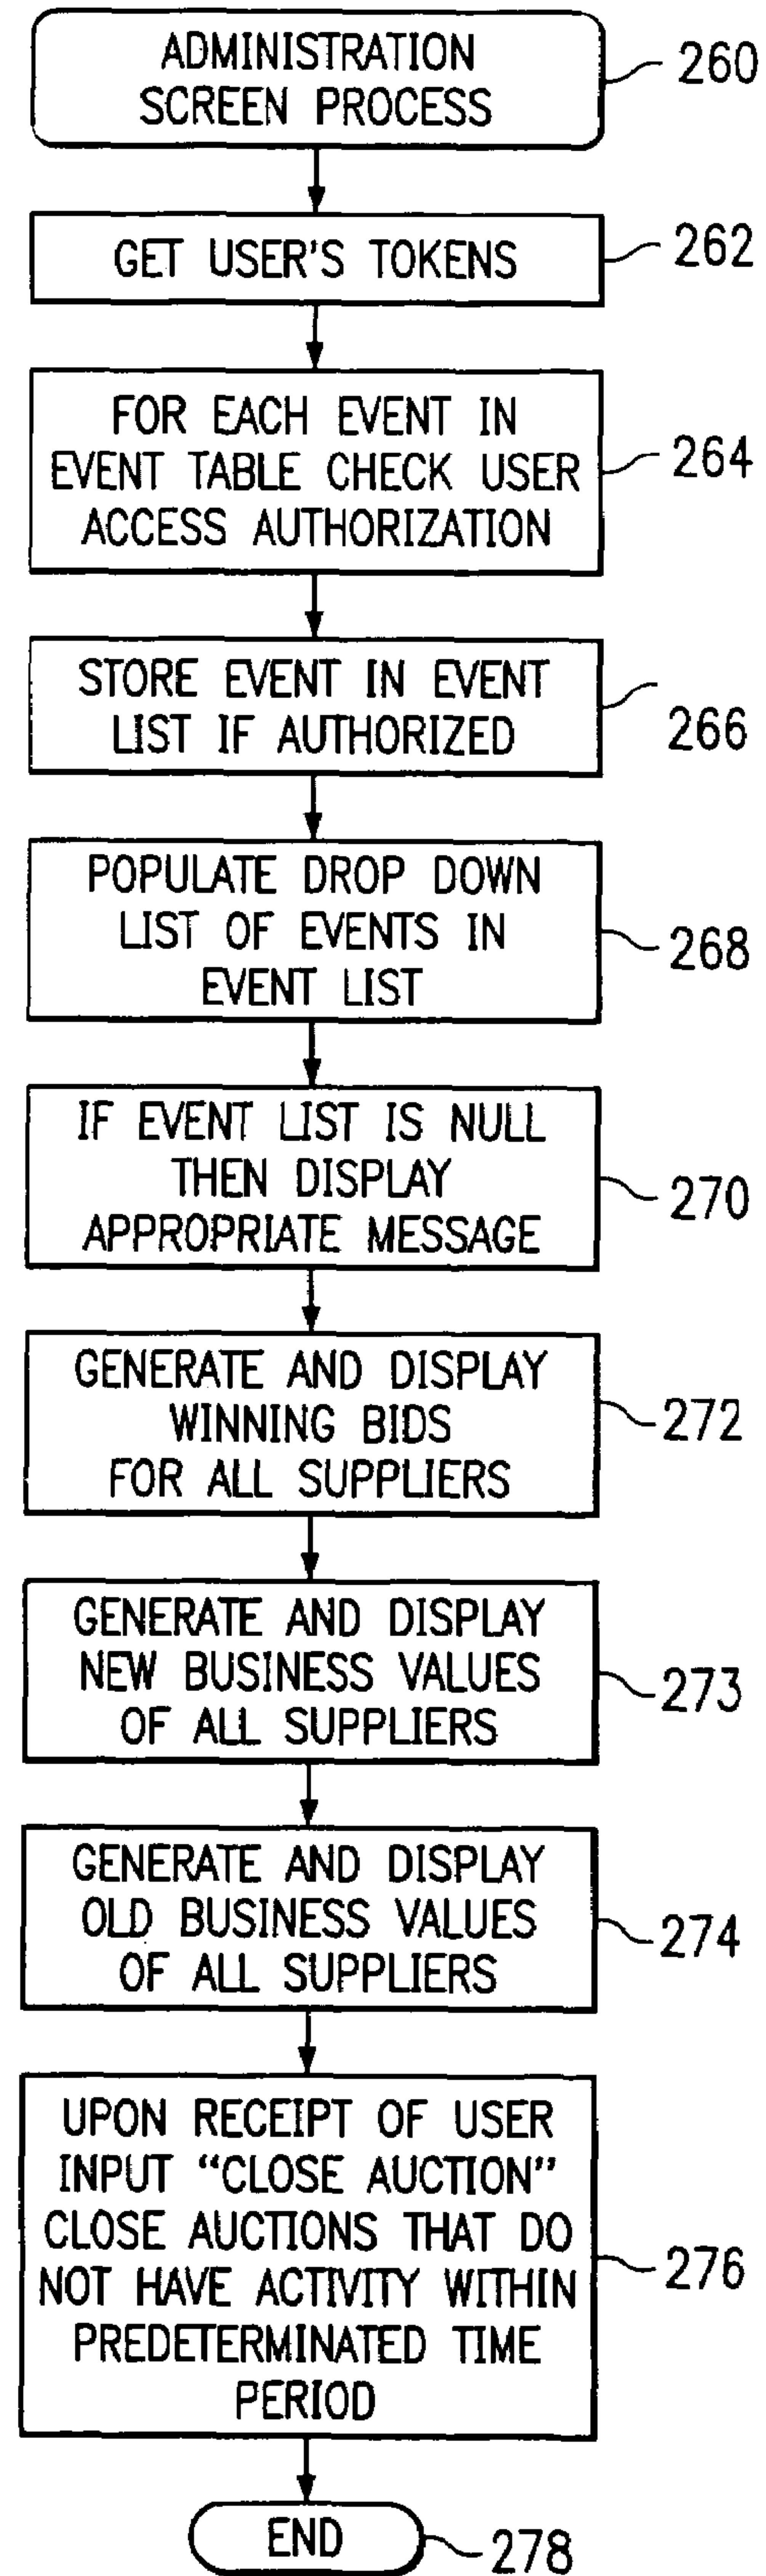 ADMINISTRATION
SCREEN PROCESS
260
GET USER'S TOKENS
262
FOR EACH EVENT IN
EVENT TABLE CHECK USER
ACCESS AUTHORIZATION
264
STORE EVENT IN EVENT
LIST IF AUTHORIZED
266
POPULATE DROP DOWN
LIST OF EVENTS IN
EVENT LIST
268
IF EVENT LIST IS NULL
THEN DISPLAY
APPROPRIATE MESSAGE
270
GENERATE AND DISPLAY
WINNING BIDS
FOR ALL SUPPLIERS
272
GENERATE AND DISPLAY
NEW BUSINESS VALUES
OF ALL SUPPLIERS
273
GENERATE AND DISPLAY
OLD BUSINESS VALUES
OF ALL SUPPLIERS
274
UPON RECEIPT OF USER
INPUT “CLOSE AUCTION”
CLOSE AUCTIONS THAT DO
NOT HAVE ACTIVITY WITHIN
PREDETERMINATED TIME
PERIOD
276
END
278